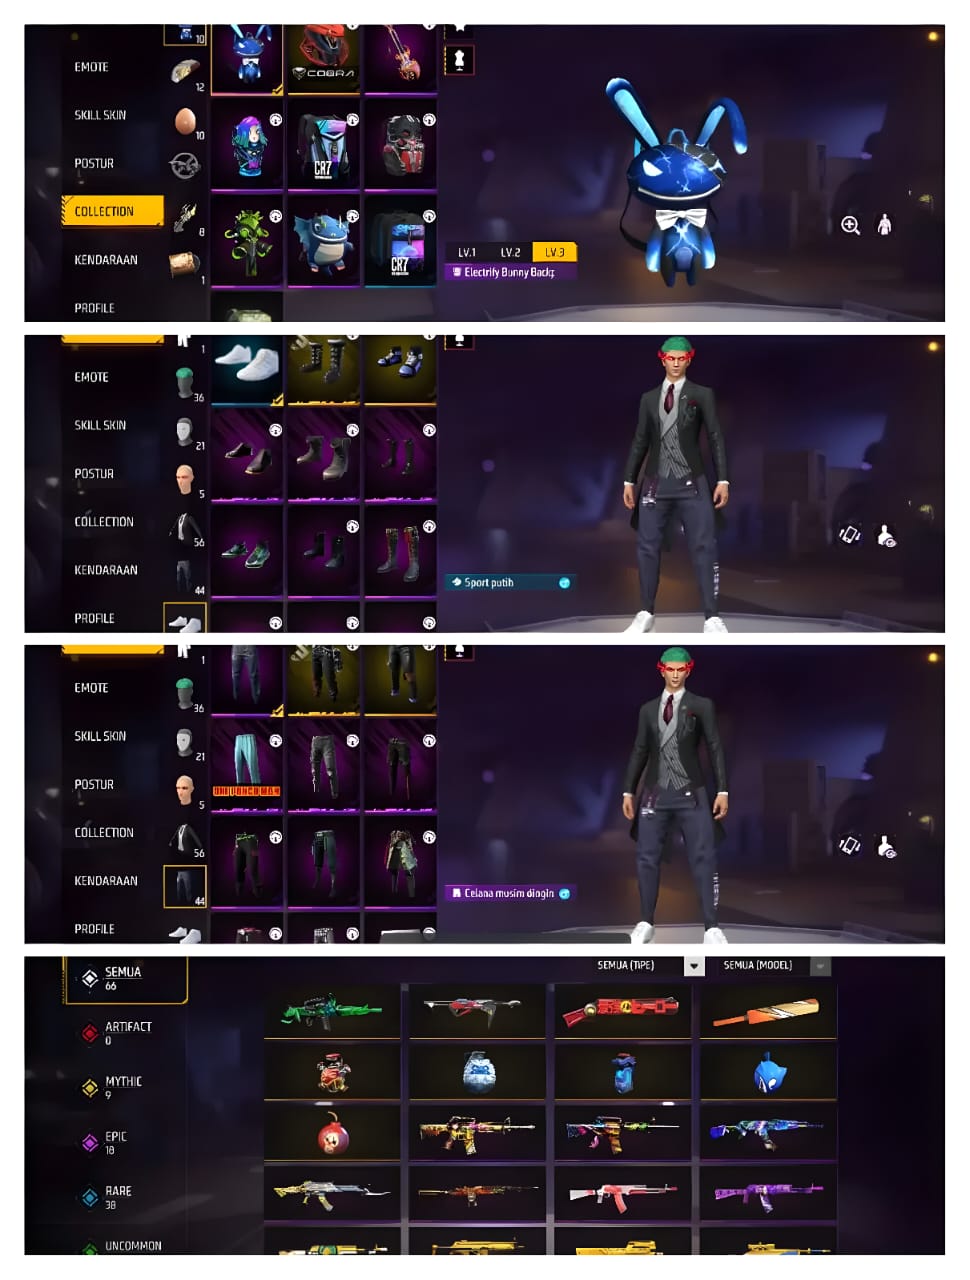 10
EMOTE
12
COBRA
SKILL SKIN
10
POSTUR
CR7
COLLECTION
8
KENDARAAN
1
CR7
LV.1
LV.2
LV.3
Electrify Bunny Backp
PROFILE
1
EMOTE
36
SKILL SKIN
21
POSTUR
5
COLLECTION
56
KENDARAAN
44
Sport putih
PROFILE
1
EMOTE
36
SKILL SKIN
21
POSTUR
5
ONE PUNCH MAN
COLLECTION
56
KENDARAAN
44
Celana musim dingin
PROFILE
SEMUA
66
SEMUA (TIPE)
SEMUA (MODEL)
ARTIFACT
0
MYTHIC
9
EPIC
18
RARE
38
UNCOMMON